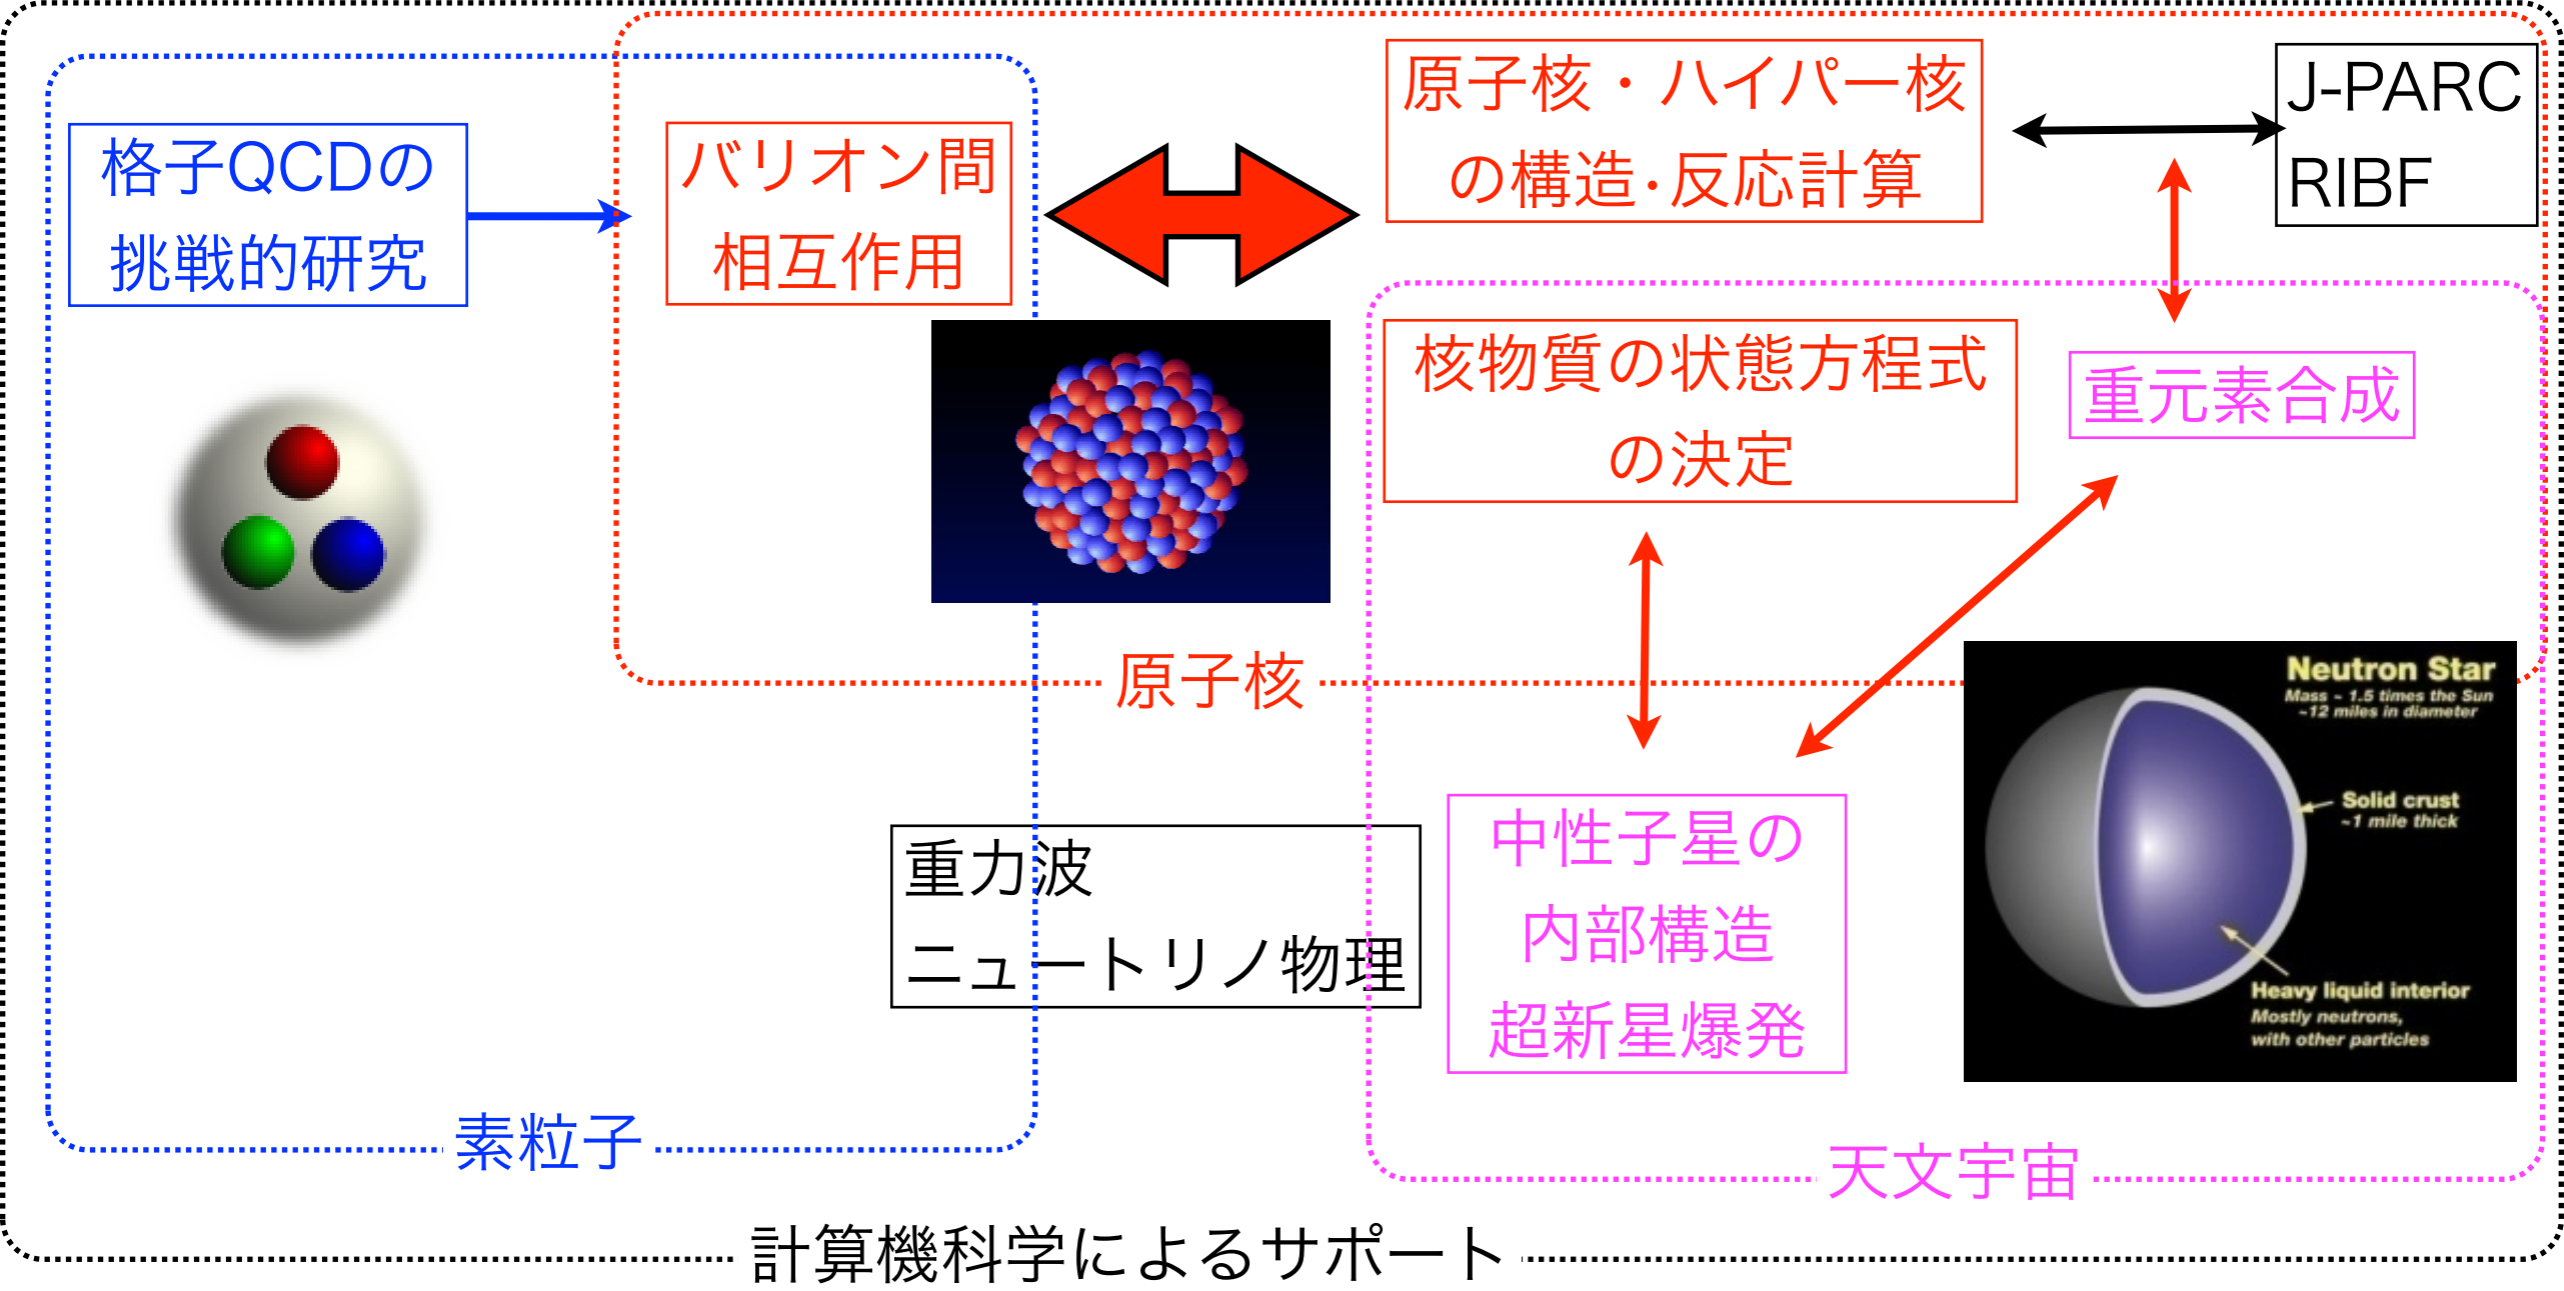 格子QCDの
挑戦的研究
バリオン間
相互作用
原子核・ハイパー核
の構造・反応計算
J-PARC
RIBF
核物質の状態方程式
の決定
重元素合成
原子核
Neutron Star
Mass ~ 1.5 times the Sun
~12 miles in diameter
Solid crust
~1 mile thick
Heavy liquid interior
Mostly neutrons,
with other particles
重力波
ニュートリノ物理
中性子星の
内部構造
超新星爆発
素粒子
天文宇宙
計算機科学によるサポート